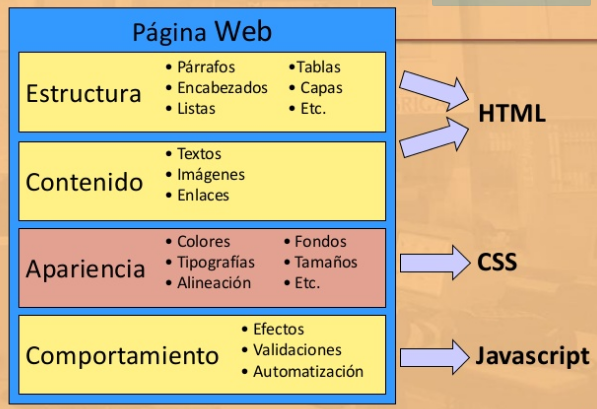 Página Web
Estructura
• Párrafos
• Encabezados
• Listas
•Tablas
• Capas
• Etc.
HTML
Contenido
• Textos
• Imágenes
• Enlaces
Apariencia
• Colores
• Tipografías
• Alineación
• Fondos
• Tamaños
• Etc.
CSS
Comportamiento
• Efectos
• Validaciones
• Automatización
Javascript